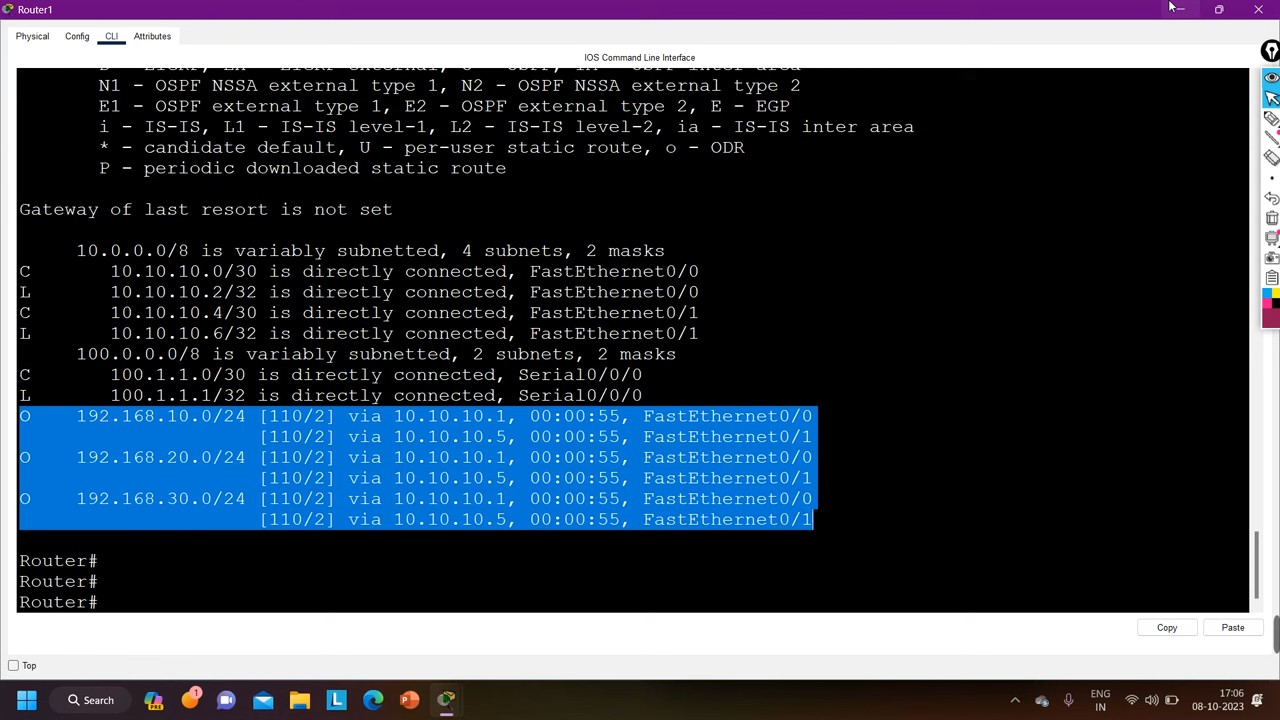 Router1
Physical Config CLI Attributes
IOS Command Line Interface
N1 - OSPF NSSA external type 1, N2 - OSPF NSSA external type 2
E1 - OSPF external type 1, E2 - OSPF external type 2, E - EGP
i - IS-IS, L1 - IS-IS level-1, L2 - IS-IS level-2, ia - IS-IS inter area
* - candidate default, U - per-user static route, o - ODR
P - periodic downloaded static route
Gateway of last resort is not set
10.0.0.0/8 is variably subnetted, 4 subnets, 2 masks
C 10.10.10.0/30 is directly connected, FastEthernet0/0
L 10.10.10.2/32 is directly connected, FastEthernet0/0
C 10.10.10.4/30 is directly connected, FastEthernet0/1
L 10.10.10.6/32 is directly connected, FastEthernet0/1
100.0.0.0/8 is variably subnetted, 2 subnets, 2 masks
C 100.1.1.0/30 is directly connected, Serial0/0/0
L 100.1.1.1/32 is directly connected, Serial0/0/0
O 192.168.10.0/24 [110/2] via 10.10.10.1, 00:00:55, FastEthernet0/0
[110/2] via 10.10.10.5, 00:00:55, FastEthernet0/1
O 192.168.20.0/24 [110/2] via 10.10.10.1, 00:00:55, FastEthernet0/0
[110/2] via 10.10.10.5, 00:00:55, FastEthernet0/1
O 192.168.30.0/24 [110/2] via 10.10.10.1, 00:00:55, FastEthernet0/0
[110/2] via 10.10.10.5, 00:00:55, FastEthernet0/1
Router#
Router#
Router#
Copy Paste
Top
Search PRE 1 L P ENG 17:06
IN 08-10-2023